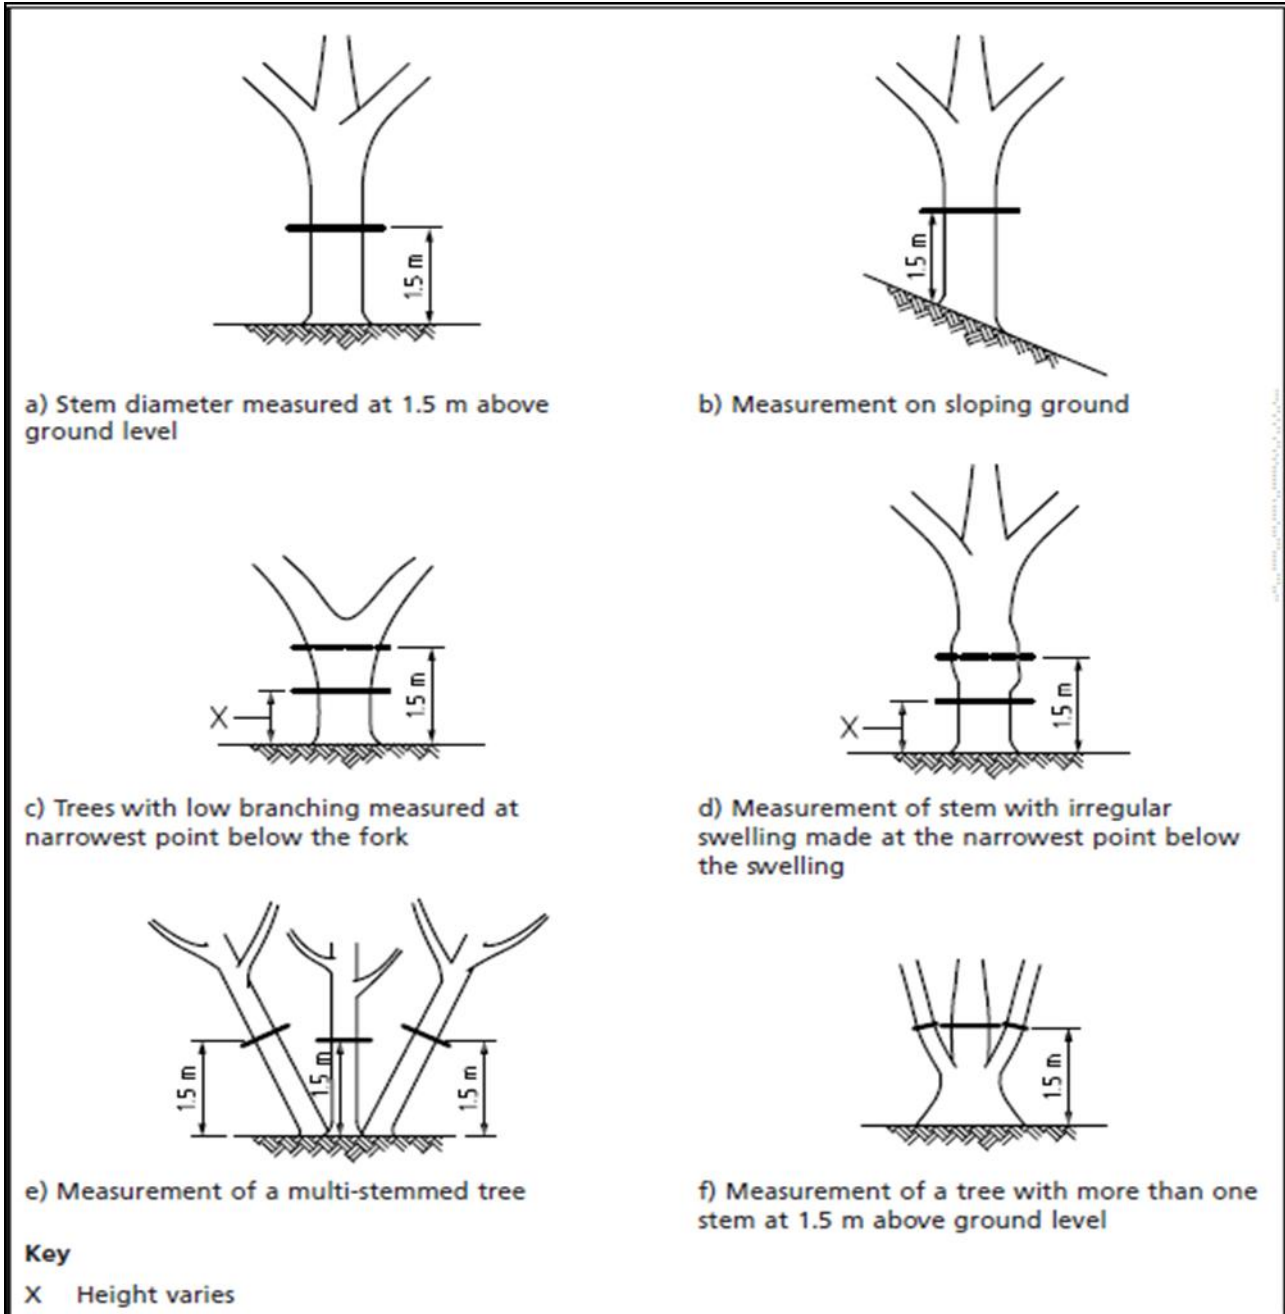 1.5 m
1.5 m
a) Stem diameter measured at 1.5 m above
ground level
b) Measurement on sloping ground
X
1.5 m
X
1.5 m
c) Trees with low branching measured at
narrowest point below the fork
d) Measurement of stem with irregular
swelling made at the narrowest point below
the swelling
1.5 m
1.5 m
1.5 m
1.5 m
e) Measurement of a multi-stemmed tree
f) Measurement of a tree with more than one
stem at 1.5 m above ground level
Key
X Height varies